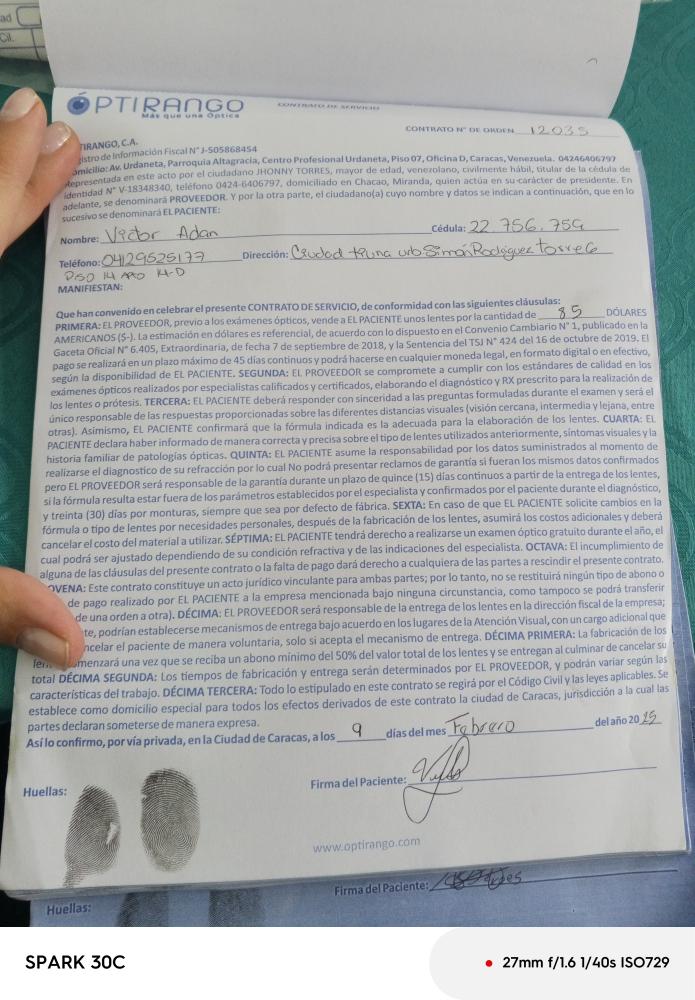 ad
Cil.
ÓPTIRANGO
Más que una Óptica
CONTRATO DE SERVICIO
CONTRATO N° DE ORDEN 12035
TIRANGO, C.A.
istro de Información Fiscal N° J-505868454
omicilio: Av. Urdaneta, Parroquia Altagracia, Centro Profesional Urdaneta, Piso 07, Oficina D, Caracas, Venezuela. 04246406797
epresentada en este acto por el ciudadano JHONNY TORRES, mayor de edad, venezolano, civilmente hábil, titular de la cédula de
identidad N° V-18348340, teléfono 0424-6406797, domiciliado en Chacao, Miranda, quien actúa en su carácter de presidente. En
adelante, se denominará PROVEEDOR. Y por la otra parte, el ciudadano(a) cuyo nombre y datos se indican a continuación, que en lo
sucesivo se denominará EL PACIENTE:
Nombre: Victor Adan Cédula: 22.756.759
Teléfono: 04129525177 Dirección: Ciudad tiuna urb Simón Rodríguez torre 6
PISO 14 APTO 14-D
MANIFIESTAN:
Que han convenido en celebrar el presente CONTRATO DE SERVICIO, de conformidad con las siguientes cláusulas:
PRIMERA: EL PROVEEDOR, previo a los exámenes ópticos, vende a EL PACIENTE unos lentes por la cantidad de 85 DÓLARES
AMERICANOS ($-). La estimación en dólares es referencial, de acuerdo con lo dispuesto en el Convenio Cambiario N° 1, publicado en la
Gaceta Oficial N° 6.405, Extraordinaria, de fecha 7 de septiembre de 2018, y la Sentencia del TSJ N° 424 del 16 de octubre de 2019. El
pago se realizará en un plazo máximo de 45 días continuos y podrá hacerse en cualquier moneda legal, en formato digital o en efectivo,
según la disponibilidad de EL PACIENTE. SEGUNDA: EL PROVEEDOR se compromete a cumplir con los estándares de calidad en los
exámenes ópticos realizados por especialistas calificados y certificados, elaborando el diagnóstico y RX prescrito para la realización de
los lentes o prótesis. TERCERA: EL PACIENTE deberá responder con sinceridad a las preguntas formuladas durante el examen y será el
único responsable de las respuestas proporcionadas sobre las diferentes distancias visuales (visión cercana, intermedia y lejana, entre
otras). Asimismo, EL PACIENTE confirmará que la fórmula indicada es la adecuada para la elaboración de los lentes. CUARTA: EL
PACIENTE declara haber informado de manera correcta y precisa sobre el tipo de lentes utilizados anteriormente, síntomas visuales y la
historia familiar de patologías ópticas. QUINTA: EL PACIENTE asume la responsabilidad por los datos suministrados al momento de
realizarse el diagnostico de su refracción por lo cual No podrá presentar reclamos de garantía si fueran los mismos datos confirmados
pero EL PROVEEDOR será responsable de la garantía durante un plazo de quince (15) días continuos a partir de la entrega de los lentes,
si la fórmula resulta estar fuera de los parámetros establecidos por el especialista y confirmados por el paciente durante el diagnóstico,
y treinta (30) días por monturas, siempre que sea por defecto de fábrica. SEXTA: En caso de que EL PACIENTE solicite cambios en la
fórmula o tipo de lentes por necesidades personales, después de la fabricación de los lentes, asumirá los costos adicionales y deberá
cancelar el costo del material a utilizar. SÉPTIMA: EL PACIENTE tendrá derecho a realizarse un examen óptico gratuito durante el año, el
cual podrá ser ajustado dependiendo de su condición refractiva y de las indicaciones del especialista. OCTAVA: El incumplimiento de
alguna de las cláusulas del presente contrato o la falta de pago dará derecho a cualquiera de las partes a rescindir el presente contrato.
OVENA: Este contrato constituye un acto jurídico vinculante para ambas partes; por lo tanto, no se restituirá ningún tipo de abono o
de pago realizado por EL PACIENTE a la empresa mencionada bajo ninguna circunstancia, como tampoco se podrá transferir
de una orden a otra). DÉCIMA: EL PROVEEDOR será responsable de la entrega de los lentes en la dirección fiscal de la empresa;
te, podrían establecerse mecanismos de entrega bajo acuerdo en los lugares de la Atención Visual, con un cargo adicional que
ncelar el paciente de manera voluntaria, solo si acepta el mecanismo de entrega. DÉCIMA PRIMERA: La fabricación de los
len menzará una vez que se reciba un abono mínimo del 50% del valor total de los lentes y se entregan al culminar de cancelar su
total DÉCIMA SEGUNDA: Los tiempos de fabricación y entrega serán determinados por EL PROVEEDOR, y podrán variar según las
características del trabajo. DÉCIMA TERCERA: Todo lo estipulado en este contrato se regirá por el Código Civil y las leyes aplicables. Se
establece como domicilio especial para todos los efectos derivados de este contrato la ciudad de Caracas, jurisdicción a la cual las
partes declaran someterse de manera expresa.
Así lo confirmo, por vía privada, en la Ciudad de Caracas, a los 9 días del mes Febrero del año 2025
Huellas:
Firma del Paciente:
www.optirango.com
Firma del Paciente:
Huellas:
SPARK 30C
27mm f/1.6 1/40s ISO729